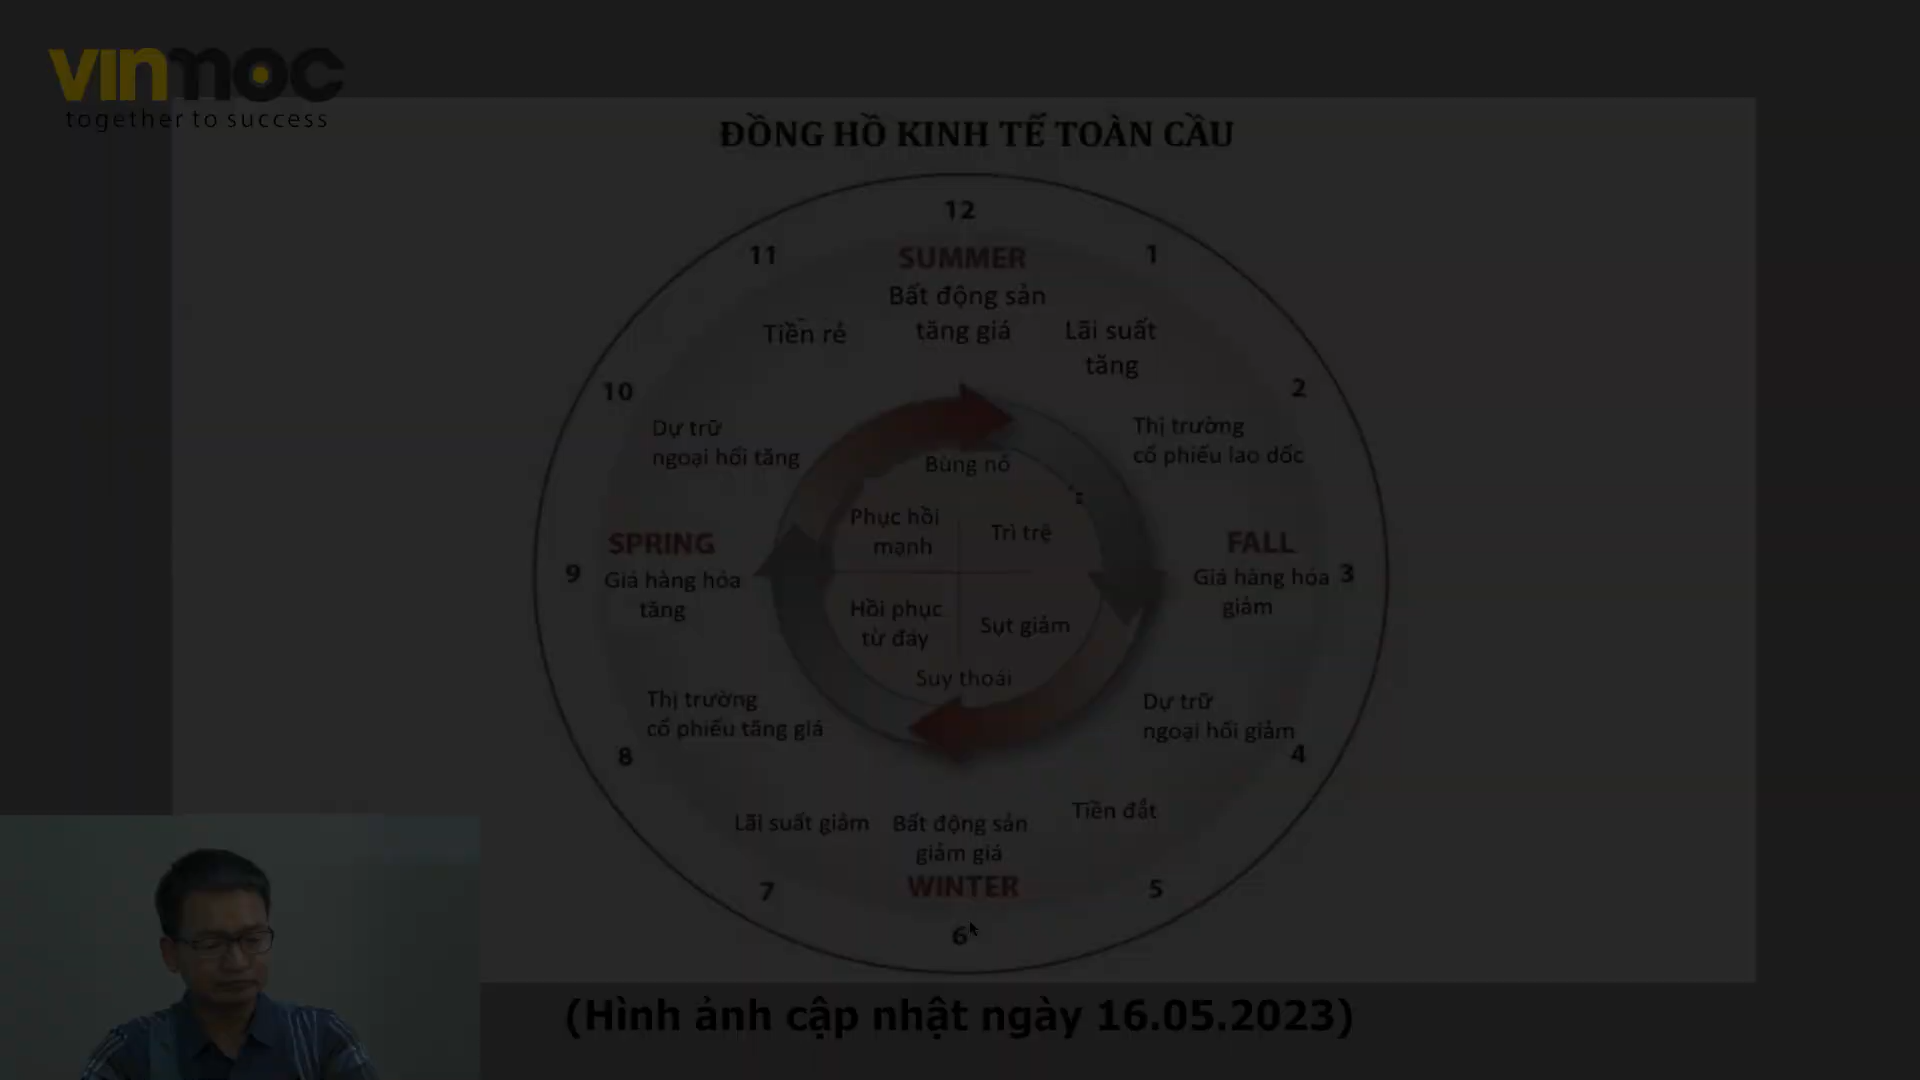 vinmoc
together to success
ĐỒNG HỒ KINH TẾ TOÀN CẦU
12
11
1
SUMMER
Bất động sản
tăng giá
Tiền rẻ
Lãi suất
tăng
10
2
Dự trữ
ngoại hối tăng
Thị trường
cổ phiếu lao dốc
Bùng nổ
Phục hồi
mạnh
Trì trệ
SPRING
9
Giá hàng hóa
tăng
FALL
Giá hàng hóa
giảm
3
Hồi phục
từ đáy
Sụt giảm
Suy thoái
Thị trường
cổ phiếu tăng giá
8
Dự trữ
ngoại hối giảm
4
Lãi suất giảm
Bất động sản
giảm giá
Tiền đắt
7
WINTER
5
6
(Hình ảnh cập nhật ngày 16.05.2023)